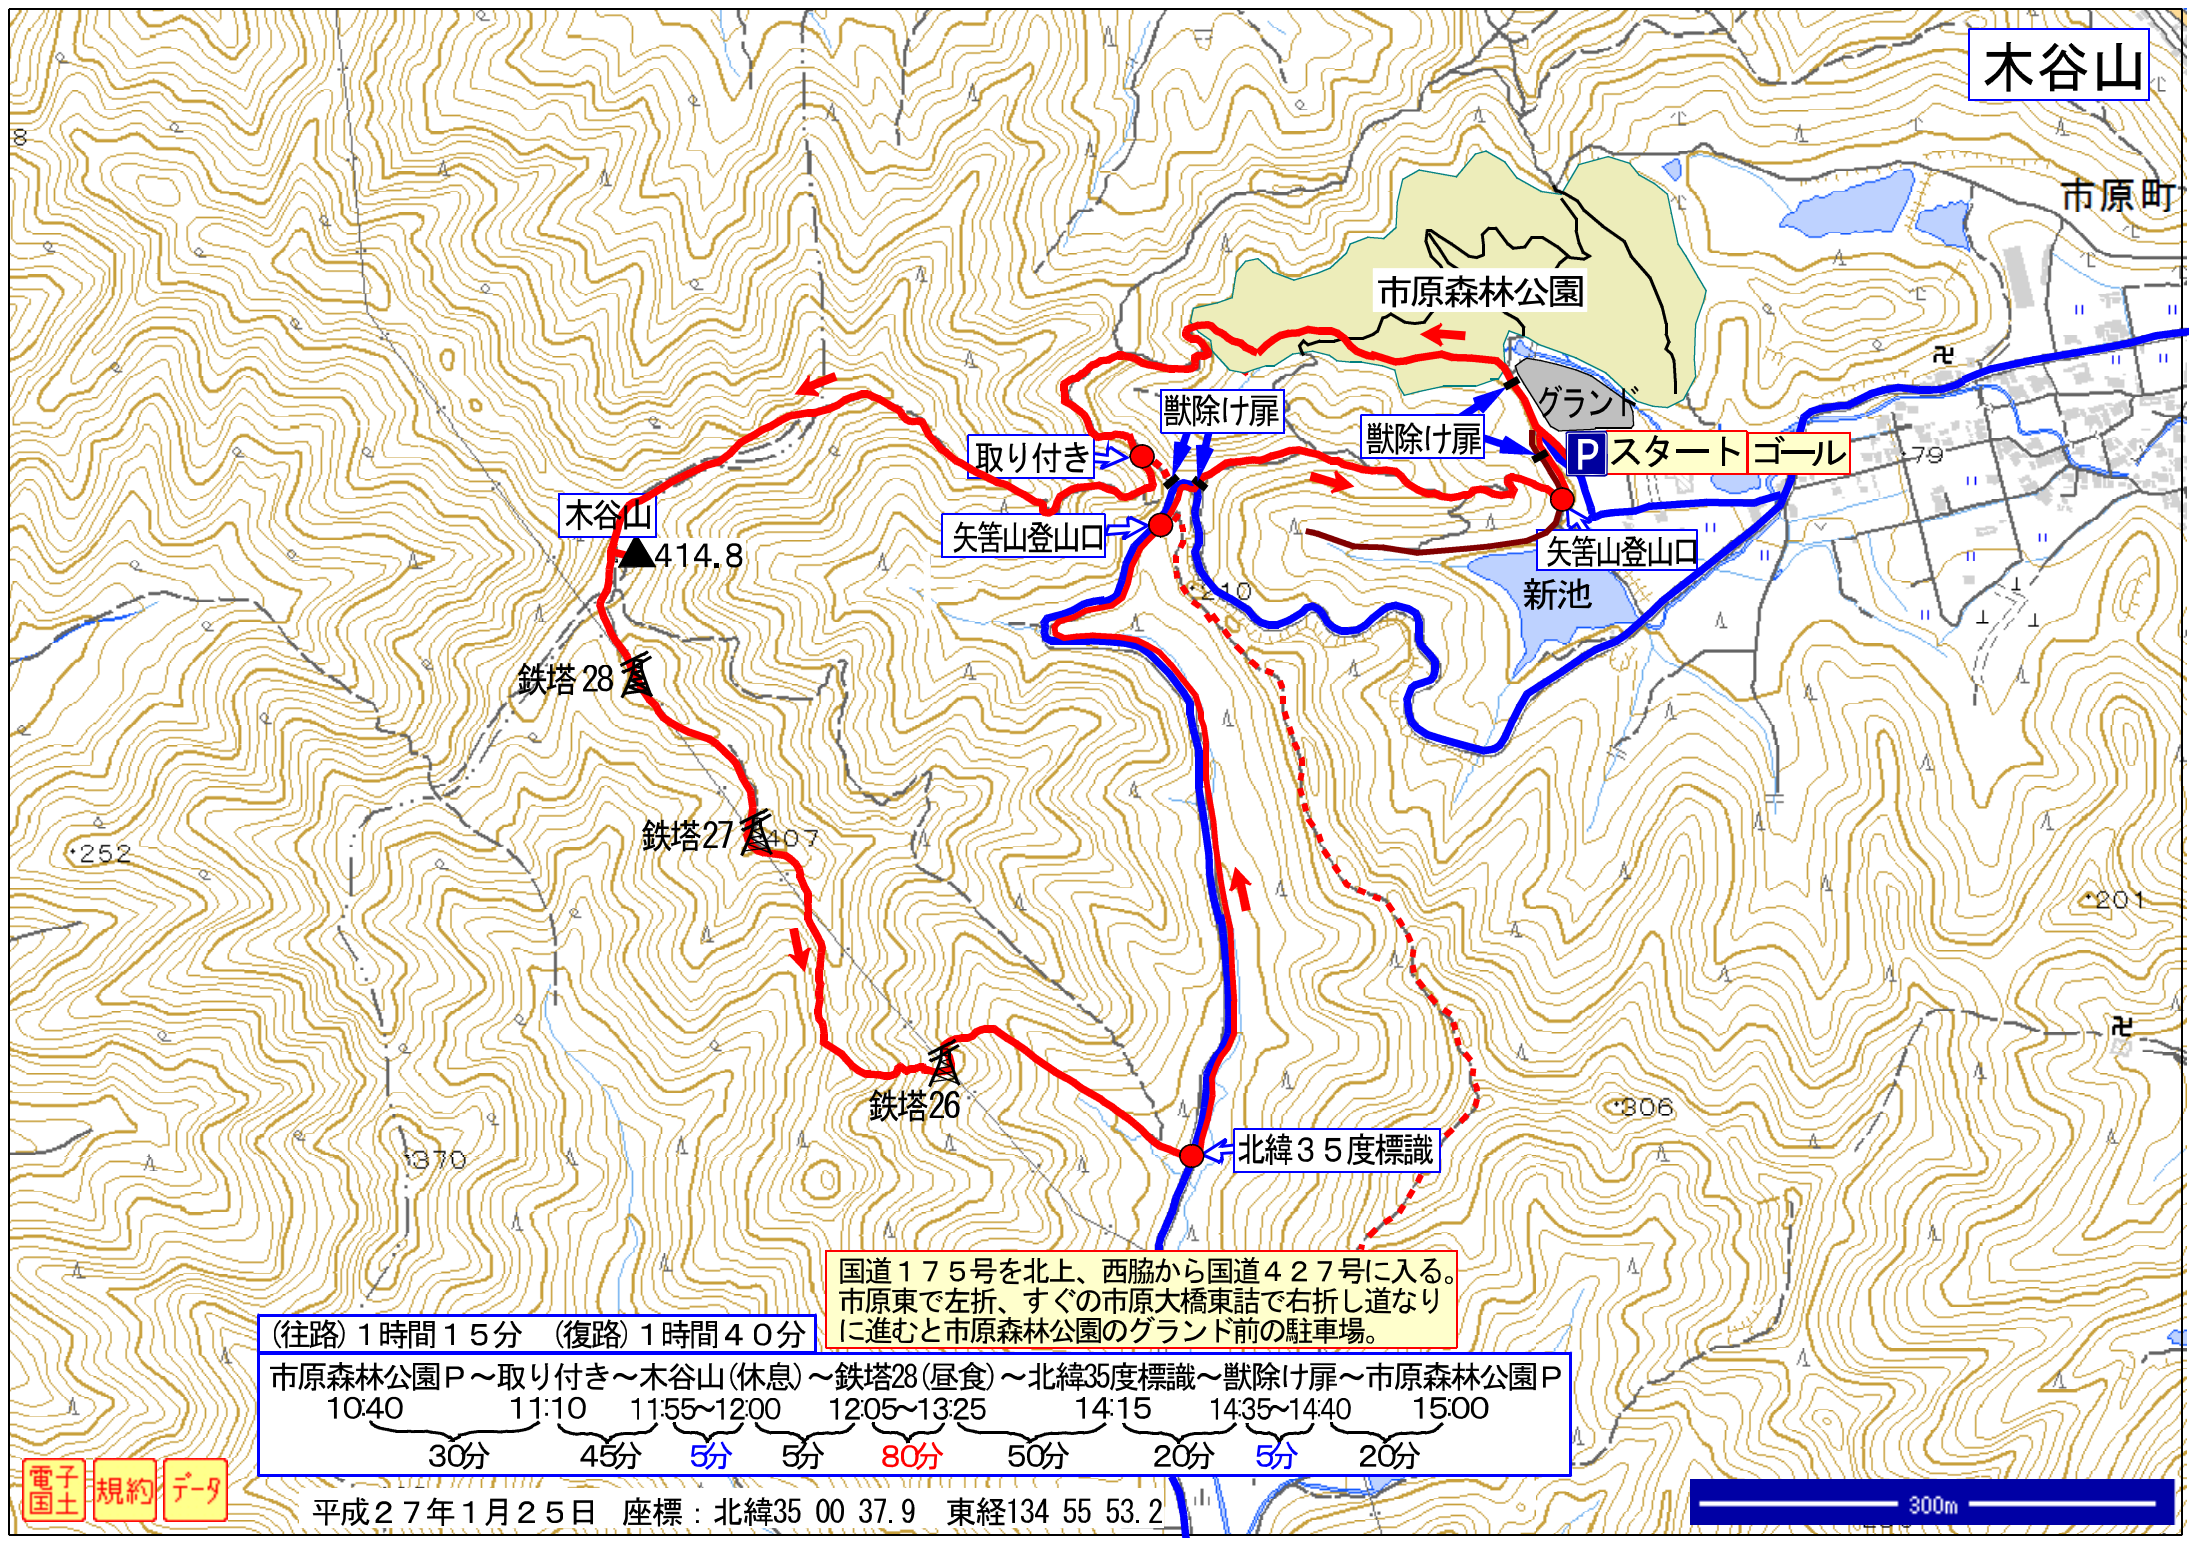 木谷山
8
市原町
市原森林公園
卍
グランド
獣除け扉
獣除け扉
取り付き
P スタート ゴール
79
木谷山
矢筈山登山口
矢筈山登山口
414.8
210
新池
鉄塔28
鉄塔27
407
252
201
卍
鉄塔26
306
370
北緯35度標識
国道175号を北上、西脇から国道427号に入る。
市原東で左折、すぐの市原大橋東詰で右折し道なり
に進むと市原森林公園のグランド前の駐車場。
(往路)1時間15分 (復路)1時間40分
市原森林公園P～取り付き～木谷山(休息)～鉄塔28(昼食)～北緯35度標識～獣除け扉～市原森林公園P
10:40 11:10 11:55～12:00 12:05～13:25 14:15 14:35～14:40 15:00
30分 45分 5分 5分 80分 50分 20分 5分 20分
電子国土 規約 データ
平成27年1月25日 座標：北緯35 00 37.9 東経134 55 53.2
300m